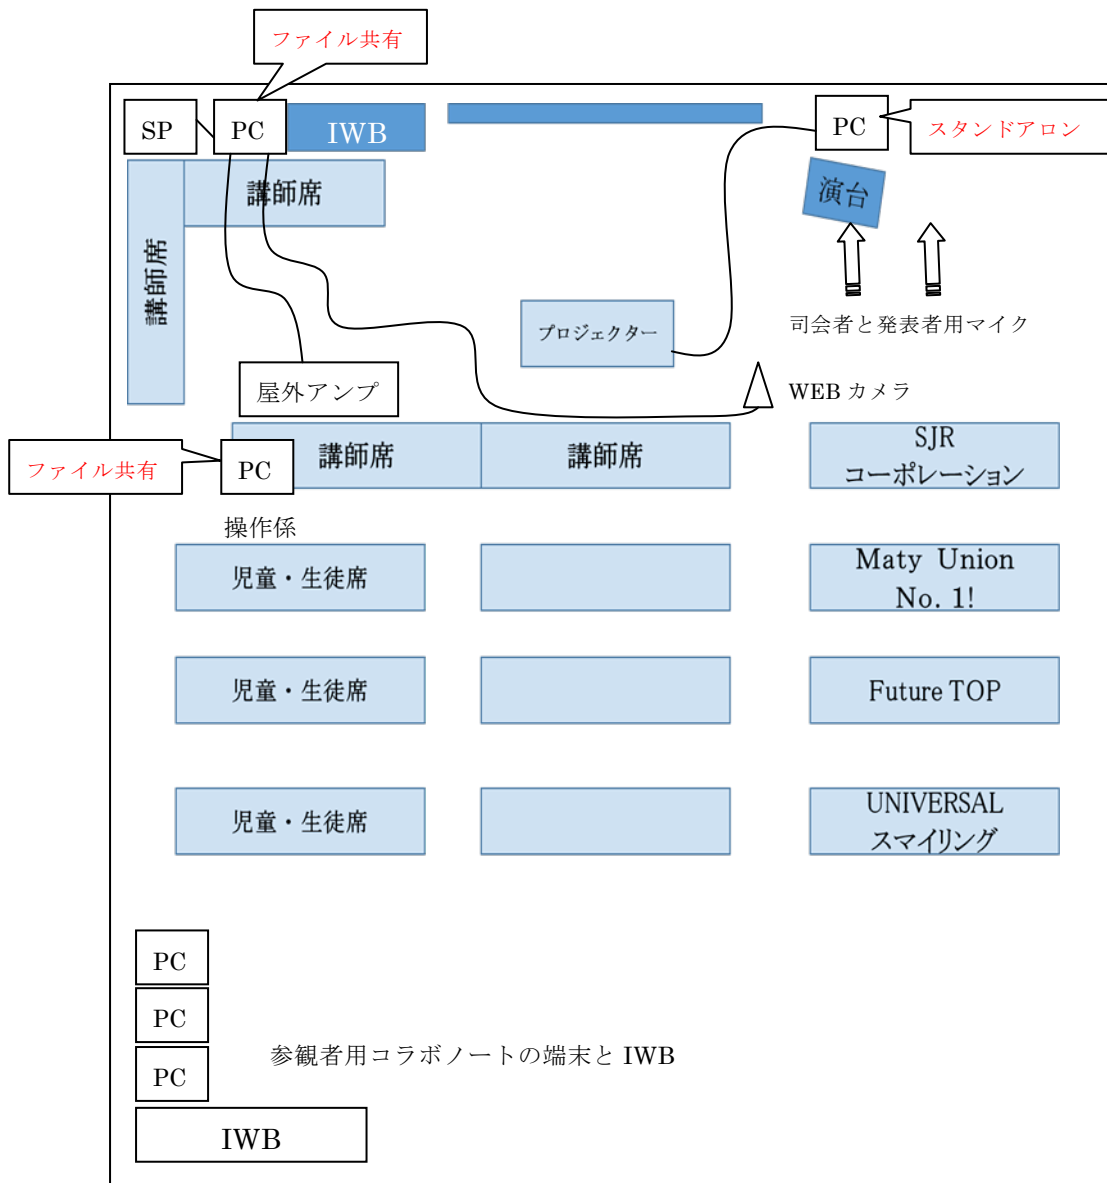 ファイル共有
SP
PC
IWB
PC
スタンドアロン
講師席
演台
講師席
プロジェクター
司会者と発表者用マイク
屋外アンプ
WEB カメラ
ファイル共有
PC
講師席
講師席
SJR
コーポレーション
操作係
児童・生徒席
Maty Union
No. 1!
児童・生徒席
Future TOP
児童・生徒席
UNIVERSAL
スマイリング
PC
PC
PC
参観者用コラボノートの端末と IWB
IWB